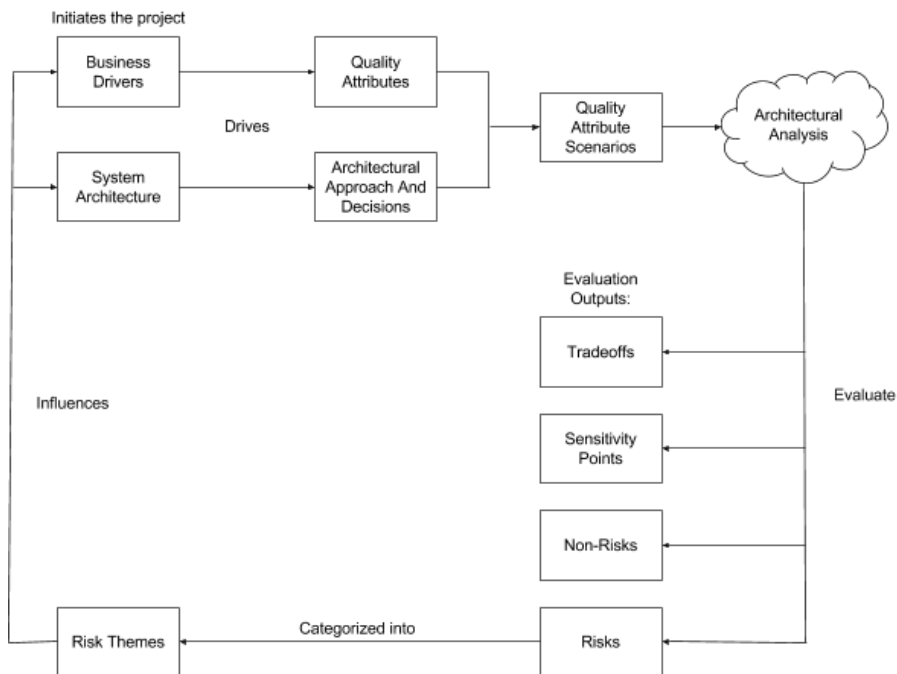 Initiates the project
Business
Drivers
Quality
Attributes
Drives
System
Architecture
Architectural
Approach And
Decisions
Quality
Attribute
Scenarios
Architectural
Analysis
Evaluation
Outputs:
Tradeoffs
Influences
Evaluate
Sensitivity
Points
Non-Risks
Risk Themes
Categorized into
Risks